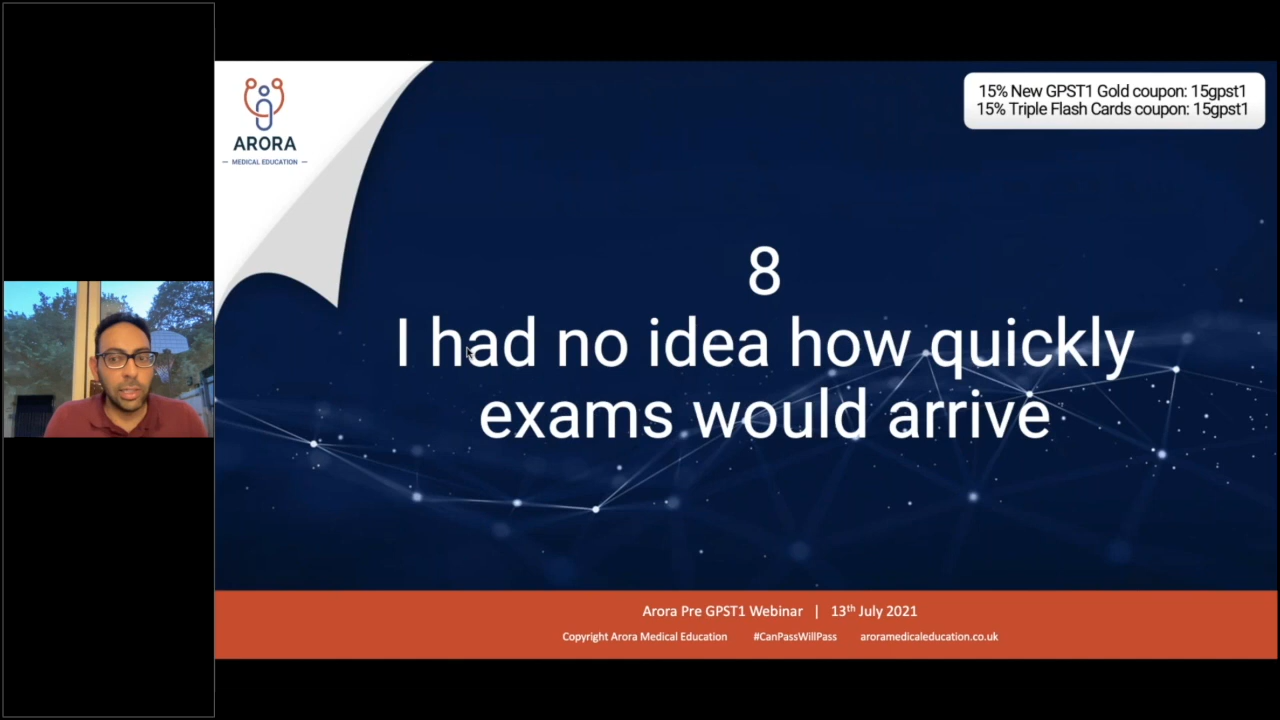 ARORA
— MEDICAL EDUCATION —
15% New GPST1 Gold coupon: 15gpst1
15% Triple Flash Cards coupon: 15gpst1
8
I had no idea how quickly
exams would arrive
Arora Pre GPST1 Webinar | 13th July 2021
Copyright Arora Medical Education #CanPassWillPass aroramedicaleducation.co.uk